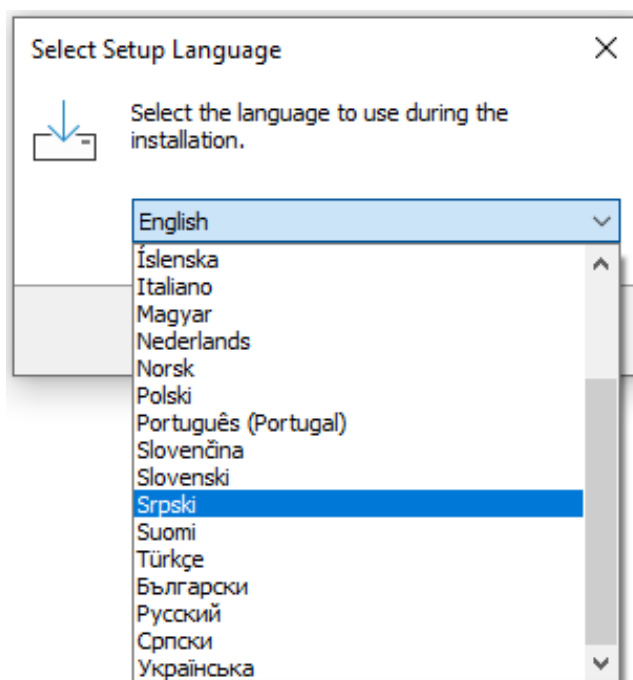 Select Setup Language
Select the language to use during the
installation.
English
Íslenska
Italiano
Magyar
Nederlands
Norsk
Polski
Português (Portugal)
Slovenčina
Slovenski
Srpski
Suomi
Türkçe
Български
Русский
Српски
Українська